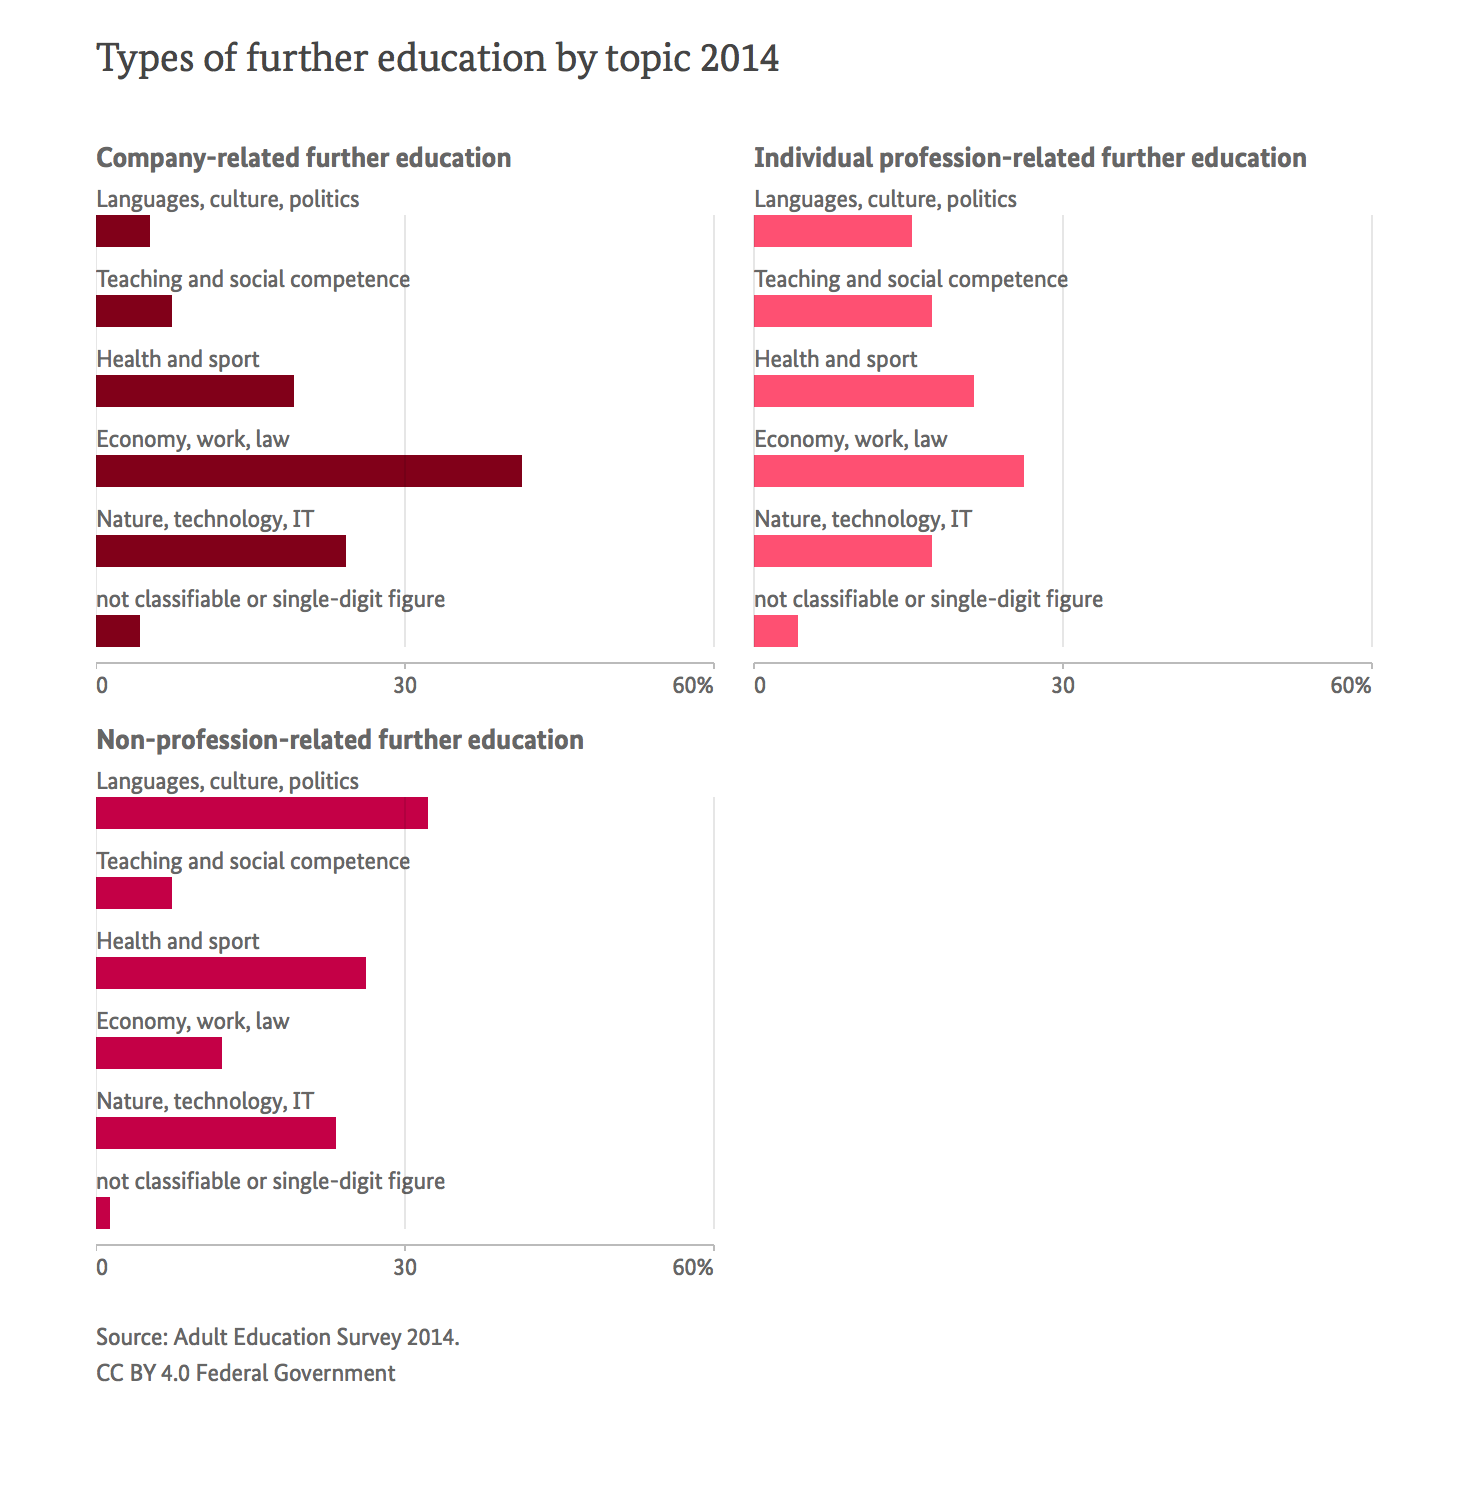 Types of further education by topic 2014
Company-related further education
Languages, culture, politics
Teaching and social competence
Health and sport
Economy, work, law
Nature, technology, IT
not classifiable or single-digit figure
0 30 60%
Individual profession-related further education
Languages, culture, politics
Teaching and social competence
Health and sport
Economy, work, law
Nature, technology, IT
not classifiable or single-digit figure
0 30 60%
Non-profession-related further education
Languages, culture, politics
Teaching and social competence
Health and sport
Economy, work, law
Nature, technology, IT
not classifiable or single-digit figure
0 30 60%
Source: Adult Education Survey 2014.
CC BY 4.0 Federal Government